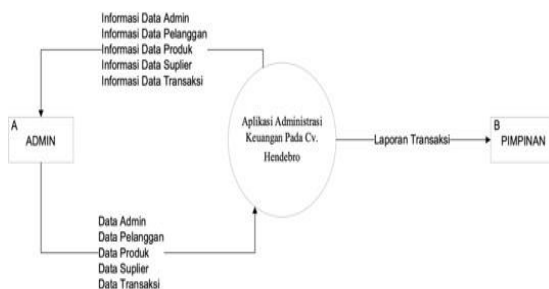 Informasi Data Admin
Informasi Data Pelanggan
Informasi Data Produk
Informasi Data Suplier
Informasi Data Transaksi
A
ADMIN
Aplikasi Administrasi
Keuangan Pada Cv.
Hendebro
Laporan Transaksi
B
PIMPINAN
Data Admin
Data Pelanggan
Data Produk
Data Suplier
Data Transaksi